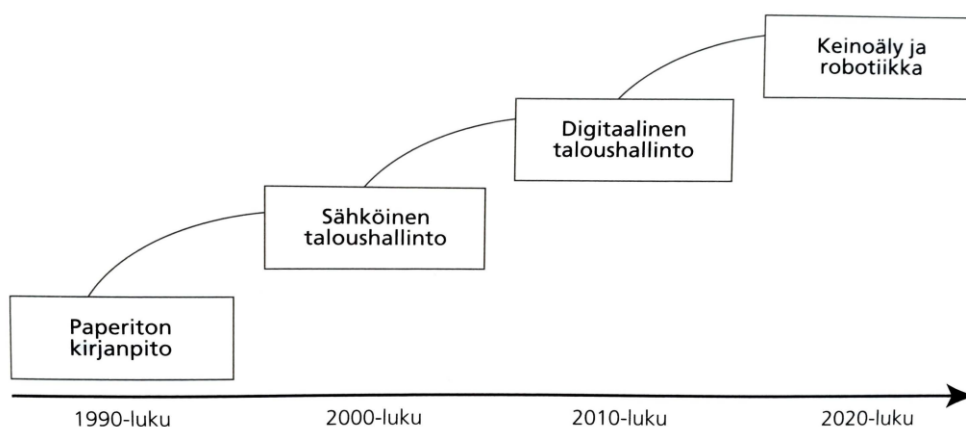 Keinoäly ja
robotiikka
Digitaalinen
taloushallinto
Sähköinen
taloushallinto
Paperiton
kirjanpito
1990-luku
2000-luku
2010-luku
2020-luku